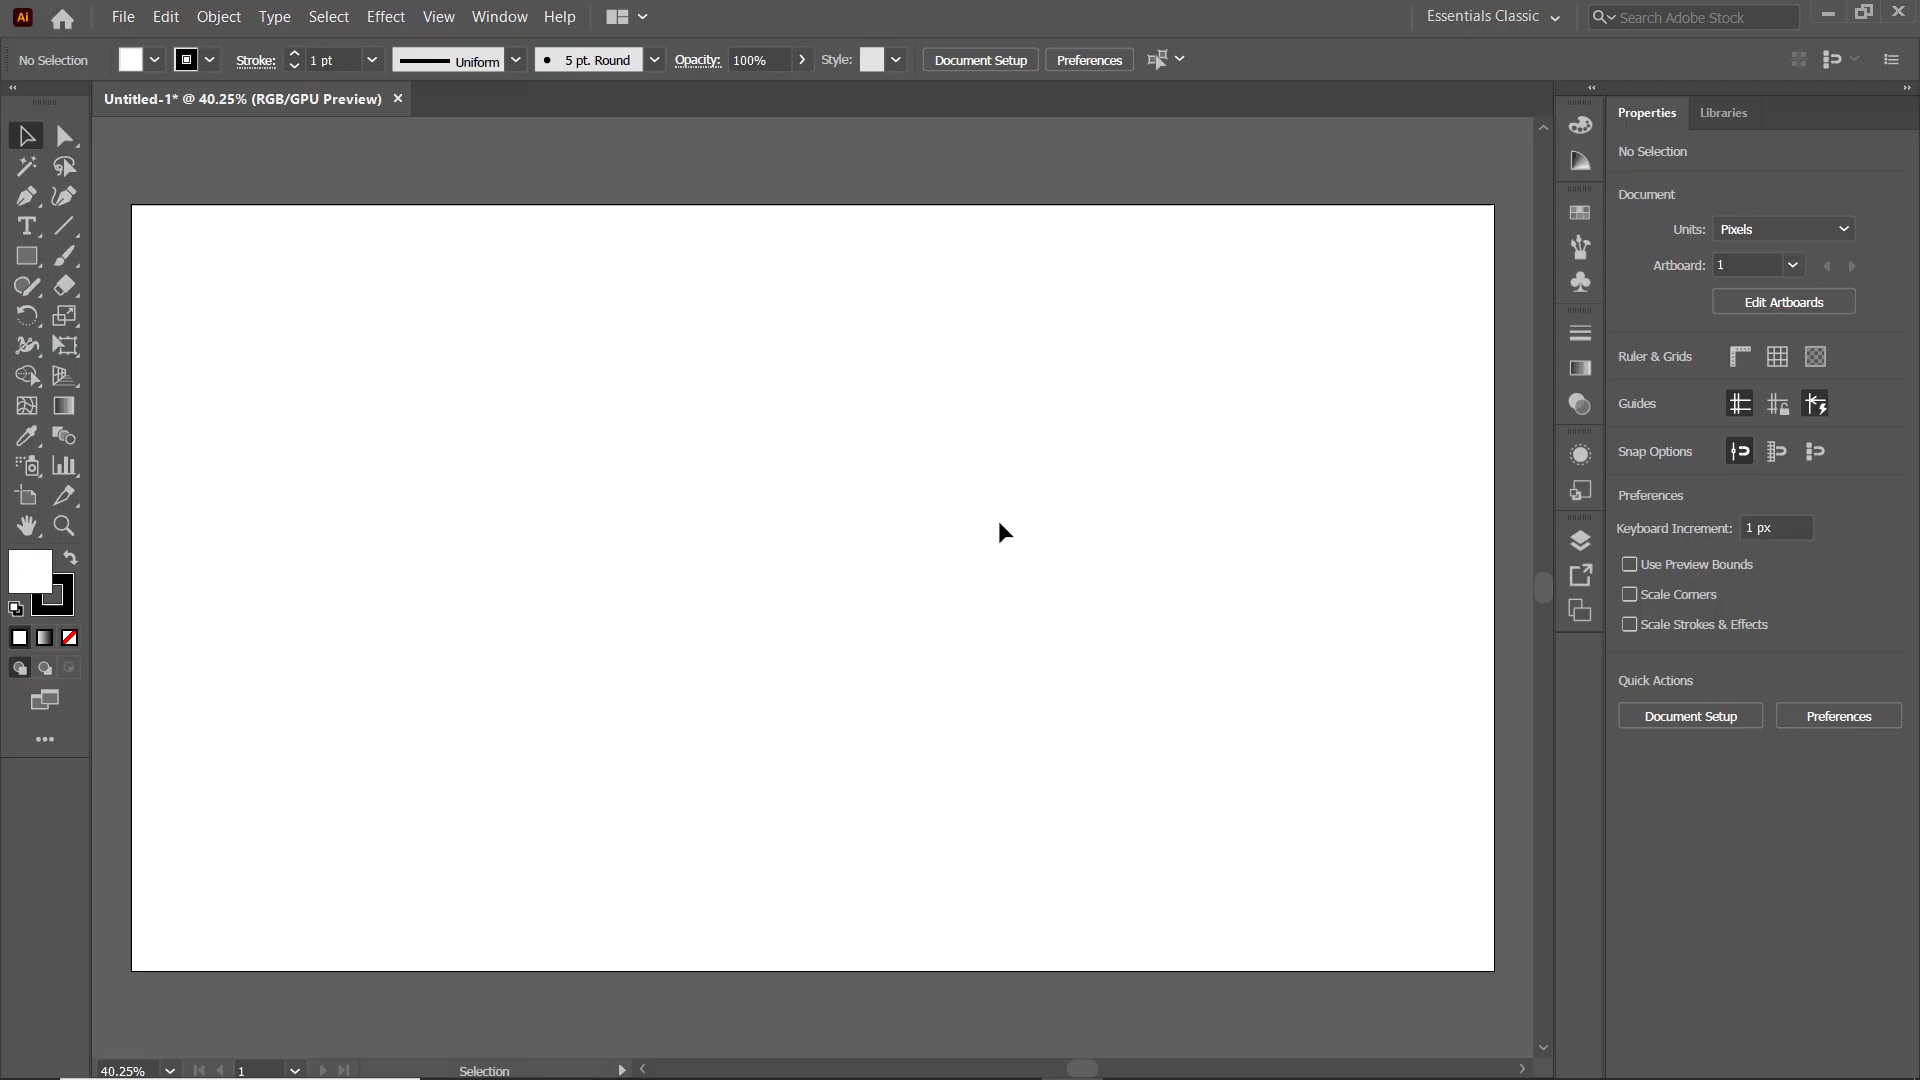 Ai File Edit Object Type Select Effect View Window Help Essentials Classic Search Adobe Stock
No Selection Stroke: 1 pt Uniform 5 pt. Round Opacity: 100% Style: Document Setup Preferences
Untitled-1* @ 40.25% (RGB/GPU Preview)
Properties Libraries
No Selection
Document
Units: Pixels
Artboard: 1
Edit Artboards
Ruler & Grids
Guides
Snap Options
Preferences
Keyboard Increment: 1 px
Use Preview Bounds
Scale Corners
Scale Strokes & Effects
Quick Actions
Document Setup Preferences
40.25% 1 Selection